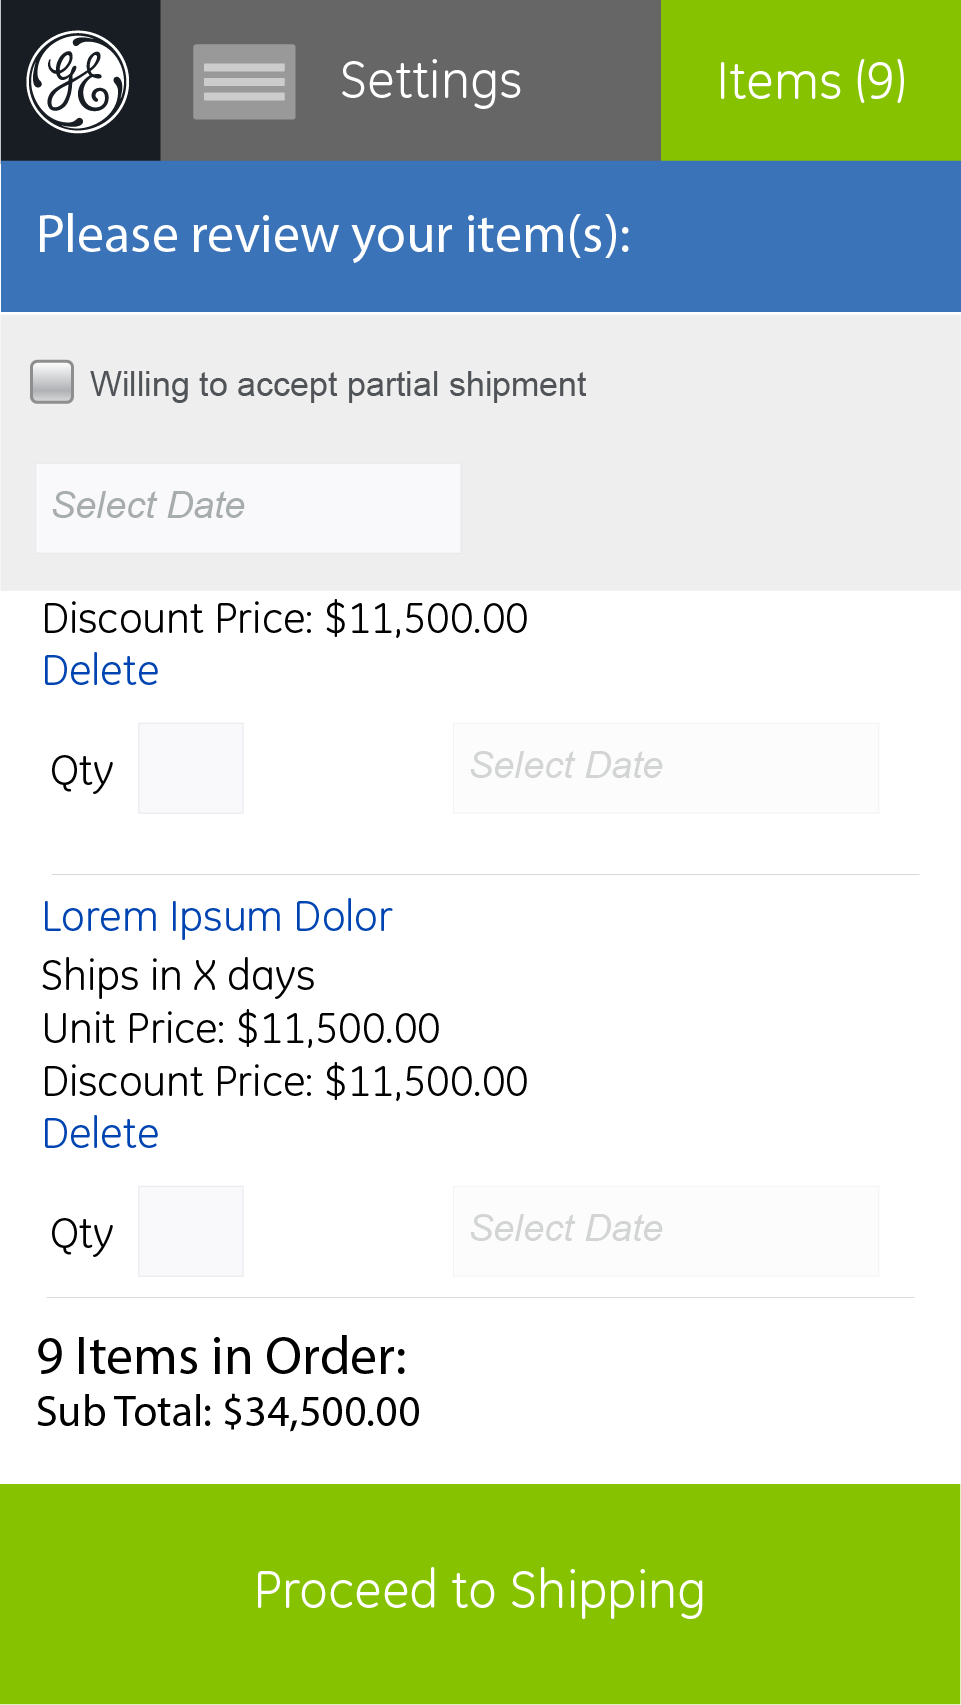 GE
Settings
Items (9)
Please review your item(s):
Willing to accept partial shipment
Select Date
Discount Price: $11,500.00
Delete
Qty
Select Date
Lorem Ipsum Dolor
Ships in X days
Unit Price: $11,500.00
Discount Price: $11,500.00
Delete
Qty
Select Date
9 Items in Order:
Sub Total: $34,500.00
Proceed to Shipping